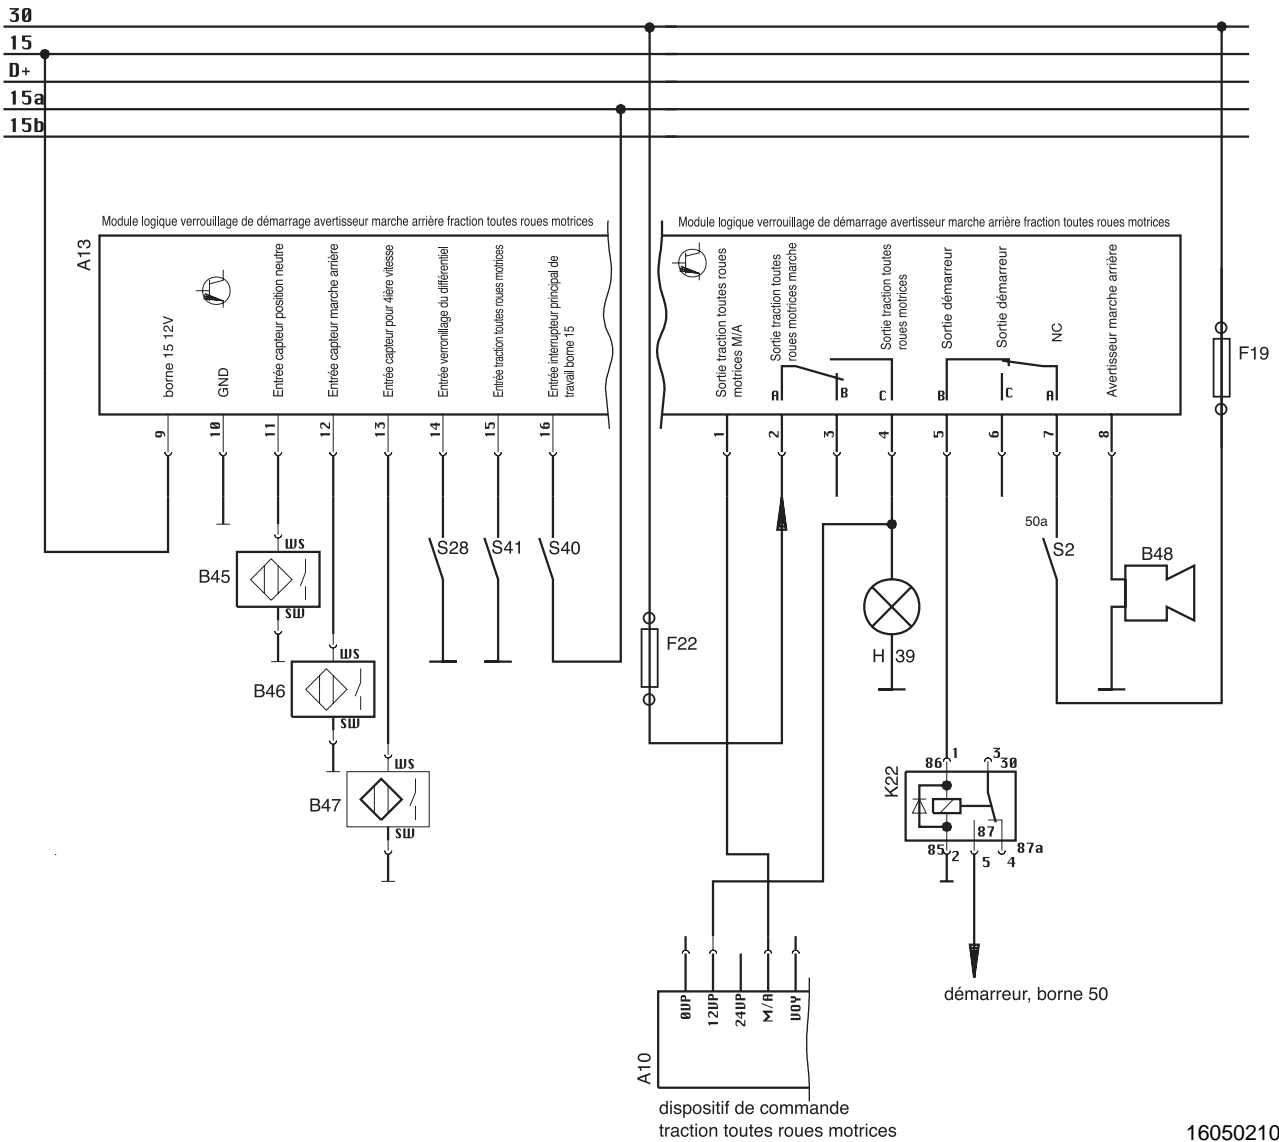 30
15
D+
15a
15b
Module logique verrouillage de démarrage avertisseur marche arrière fraction toutes roues motrices
Module logique verrouillage de démarrage avertisseur marche arrière fraction toutes roues motrices
A13
borne 15 12V
GND
Entrée capteur position neutre
Entrée capteur marche arrière
Entrée capteur pour 4ière vitesse
Entrée verronillage du différentiel
Entrée traction toutes roues motrices
Entrée interrupteur principal de
travail borne 15
Sortie traction toutes roues
motrices M/A
Sortie traction toutes
roues motrices marche
Sortie traction toutes
roues motrices
Sortie démarreur
Sortie démarreur
NC
Avertisseur marche arrière
A
B
C
B
C
A
F19
9
10
11
12
13
14
15
16
1
2
3
4
5
6
7
8
50a
WS
B45
SW
S28
S41
S40
S2
B48
WS
B46
SW
F22
H 39
WS
B47
SW
K22
86
1
3
30
87
85
2
5
4
87a
démarreur, borne 50
0VP
12VP
24VP
M/A
VOY
A10
dispositif de commande
traction toutes roues motrices
16050210